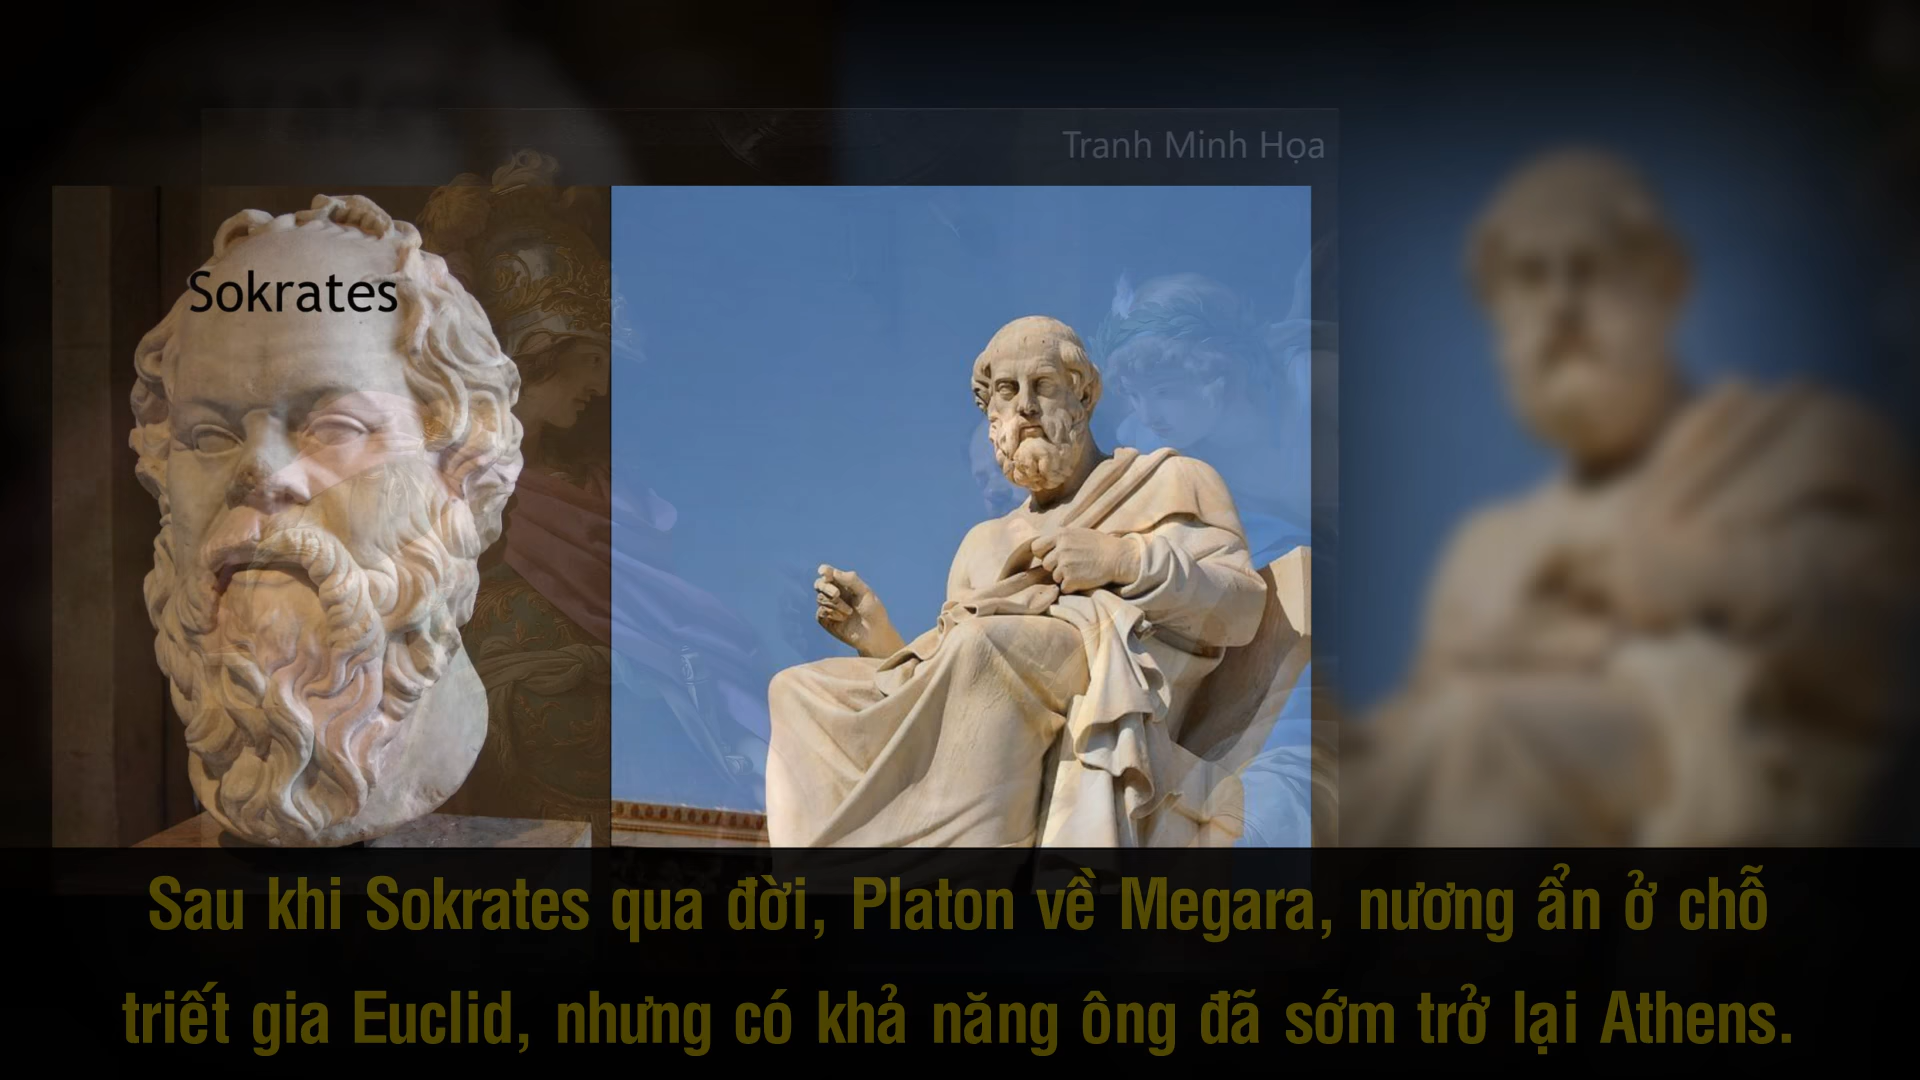 Tranh Minh Họa
Sokrates
Sau khi Sokrates qua đời, Platon về Megara, nương ẩn ở chỗ
triết gia Euclid, nhưng có khả năng ông đã sớm trở lại Athens.